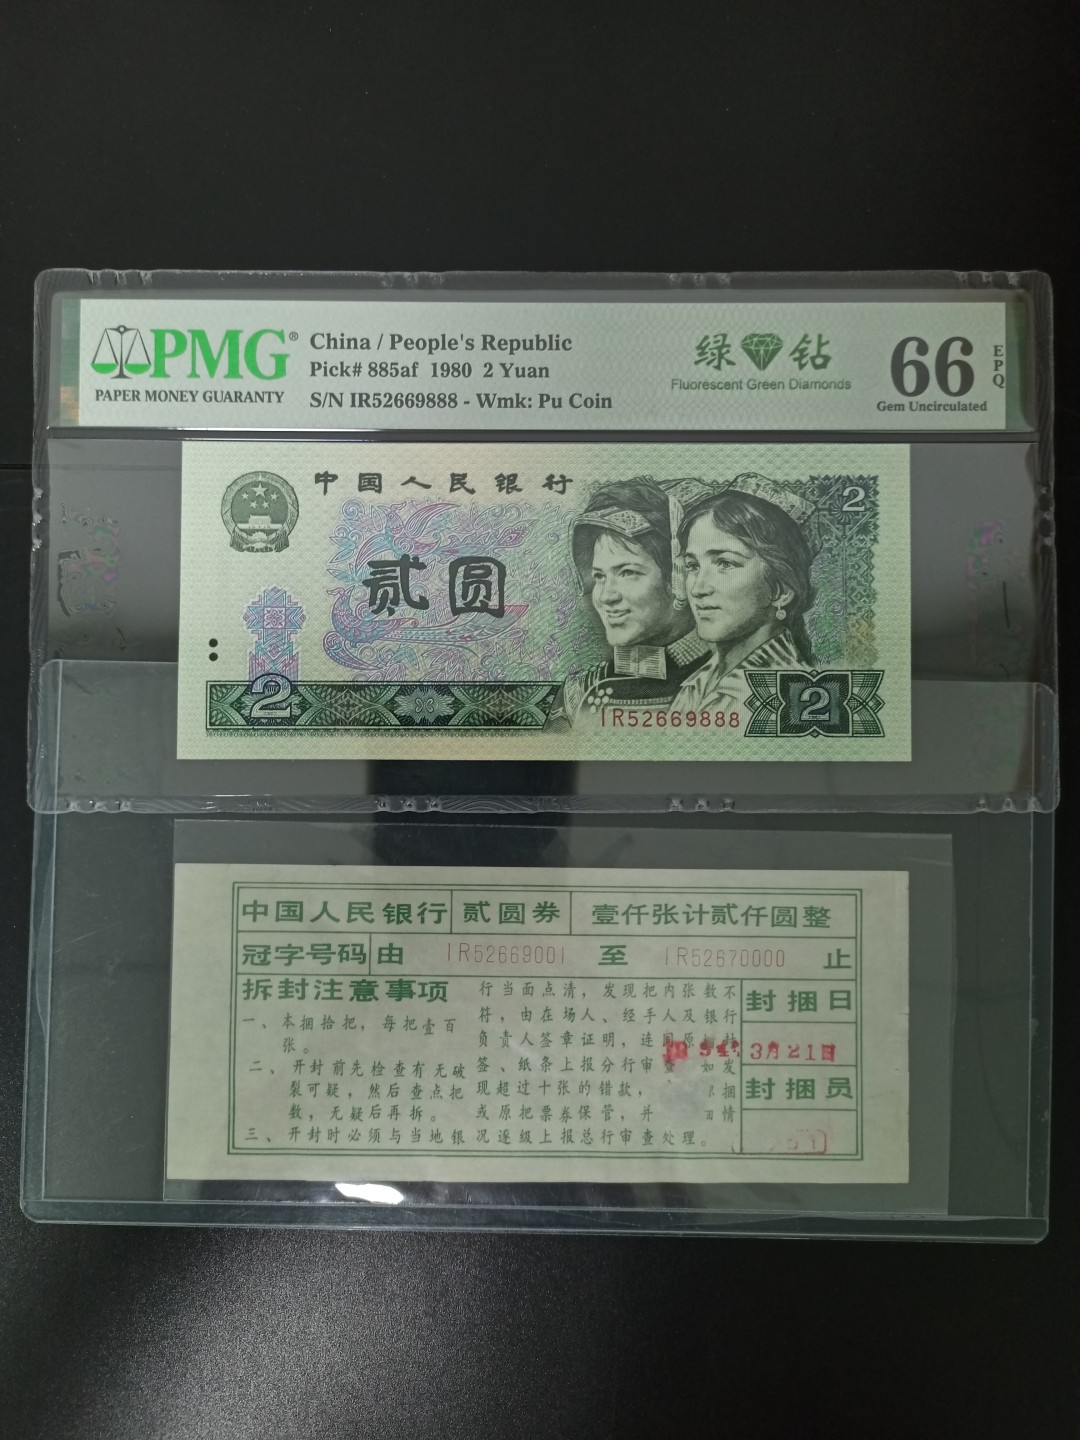 PMG®
PAPER MONEY GUARANTY
China / People's Republic
Pick# 885af 1980 2 Yuan
S/N IR52669888 - Wmk: Pu Coin
绿 钻
Fluorescent Green Diamonds
66
EPQ
Gem Uncirculated
中国人民银行
2
贰圆
2
IR52669888
2
中国人民银行 贰圆券 壹仟张计贰仟圆整
冠字号码 由 IR52669001 至 IR52670000 止
拆封注意事项
一、本捆拾把，每把壹百
张。
二、开封前先检查有无破
裂可疑，然后查点把
数，无疑后再拆。
三、开封时必须与当地银
行当面点清，发现把内张数不
符，由在场人、经手人及银行
负责人签章证明，连同原封
签、纸条上报分行审查 如发
现超过十张的错款， 捆
或原把票券保管，并 情
况逐级上报总行审查处理。
封捆日
3月21日
封捆员